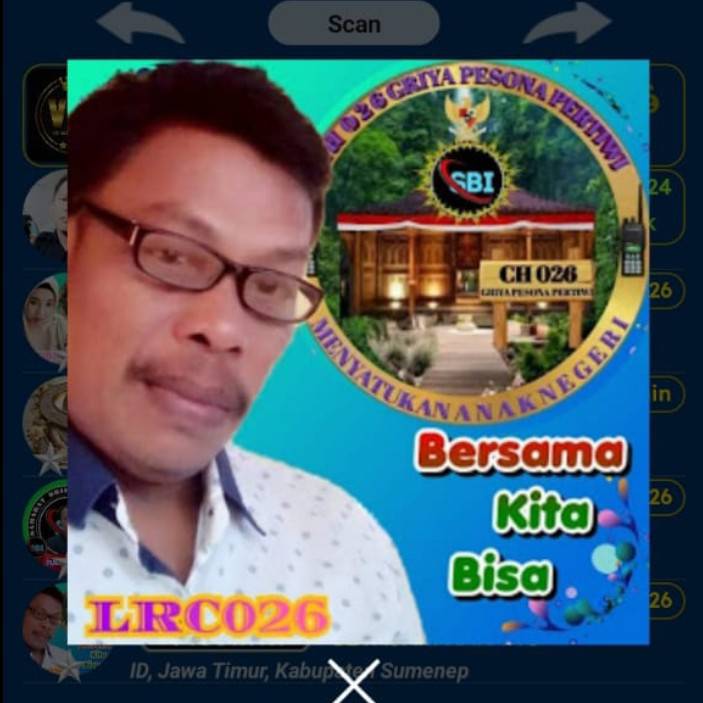 Scan
CH 026 GRIYA PESONA PERTIWI
SBI
CH 026
GRIYA PESONA PERTIWI
MENYATUKAN ANAK NEGERI
Bersama
Kita
Bisa
LRC026
24
26
in
26
26
ID, Jawa Timur, Kabupaten Sumenep